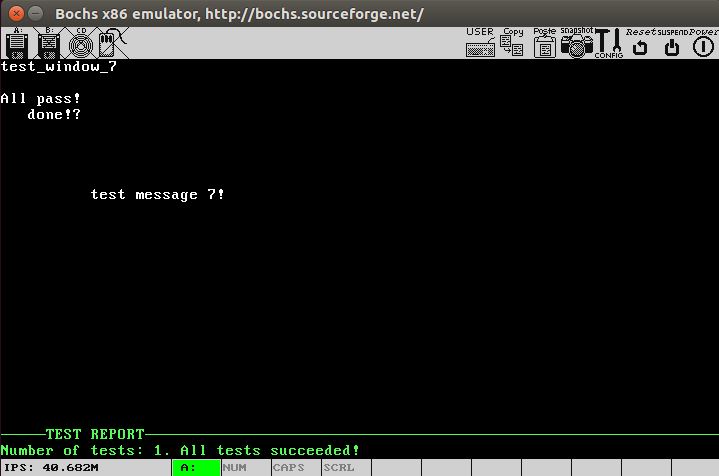 Bochs x86 emulator, http://bochs.sourceforge.net/
A: B: CD USER Copy Paste snapshot CONFIG Reset SUSPEND Power
test_window_7
All pass!
done!?
test message 7!
TEST REPORT
Number of tests: 1. All tests succeeded!
IPS: 40.682M A: NUM CAPS SCRL